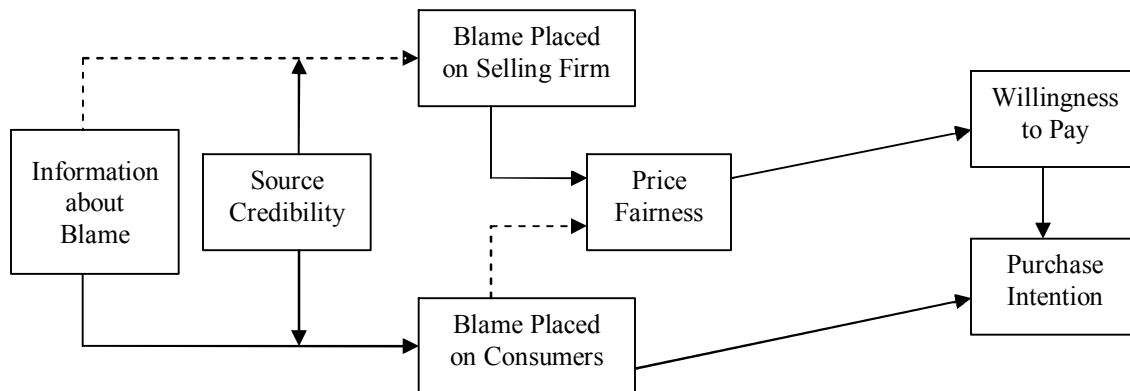 Blame Placed
on Selling Firm
Willingness
to Pay
Information
about
Blame
Source
Credibility
Price
Fairness
Purchase
Intention
Blame Placed
on Consumers